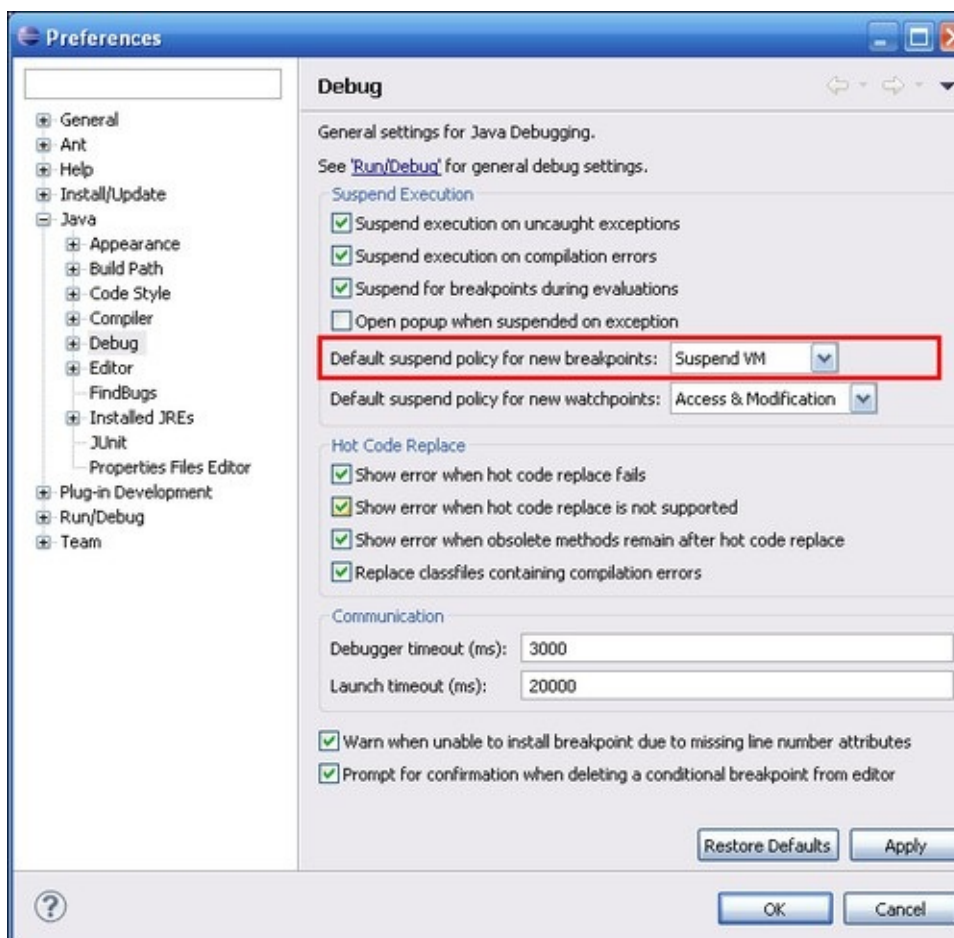 Preferences
General
Ant
Help
Install/Update
Java
Appearance
Build Path
Code Style
Compiler
Debug
Editor
FindBugs
Installed JREs
JUnit
Properties Files Editor
Plug-in Development
Run/Debug
Team
Debug
General settings for Java Debugging.
See 'Run/Debug' for general debug settings.
Suspend Execution
Suspend execution on uncaught exceptions
Suspend execution on compilation errors
Suspend for breakpoints during evaluations
Open popup when suspended on exception
Default suspend policy for new breakpoints: Suspend VM
Default suspend policy for new watchpoints: Access & Modification
Hot Code Replace
Show error when hot code replace fails
Show error when hot code replace is not supported
Show error when obsolete methods remain after hot code replace
Replace classfiles containing compilation errors
Communication
Debugger timeout (ms): 3000
Launch timeout (ms): 20000
Warn when unable to install breakpoint due to missing line number attributes
Prompt for confirmation when deleting a conditional breakpoint from editor
Restore Defaults Apply
? OK Cancel